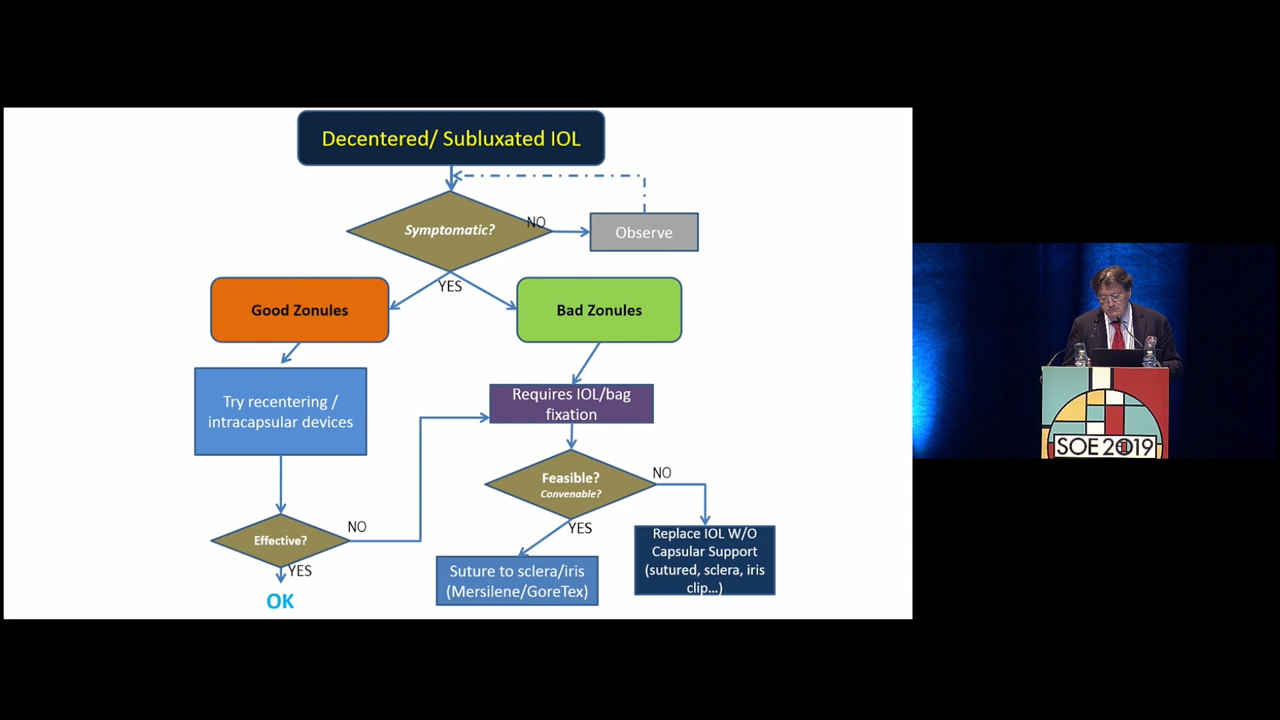 Decentered/ Subluxated IOL
Symptomatic?
NO
Observe
YES
Good Zonules
Bad Zonules
Try recentering /
intracapsular devices
Requires IOL/bag
fixation
Feasible?
Convenable?
NO
Effective?
NO
YES
OK
YES
Suture to sclera/iris
(Mersilene/GoreTex)
Replace IOL W/O
Capsular Support
(sutured, sclera, iris
clip…)
SOE 2019